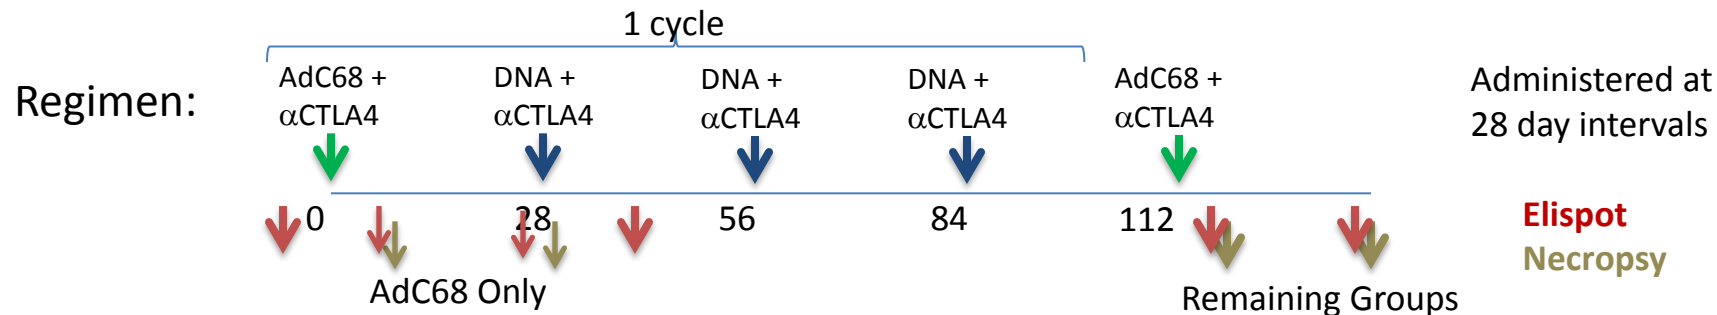 1 cycle
Regimen:
AdC68 +
αCTLA4
DNA +
αCTLA4
DNA +
αCTLA4
DNA +
αCTLA4
AdC68 +
αCTLA4
Administered at
28 day intervals
0
28
56
84
112
AdC68 Only
Remaining Groups
Elispot
Necropsy